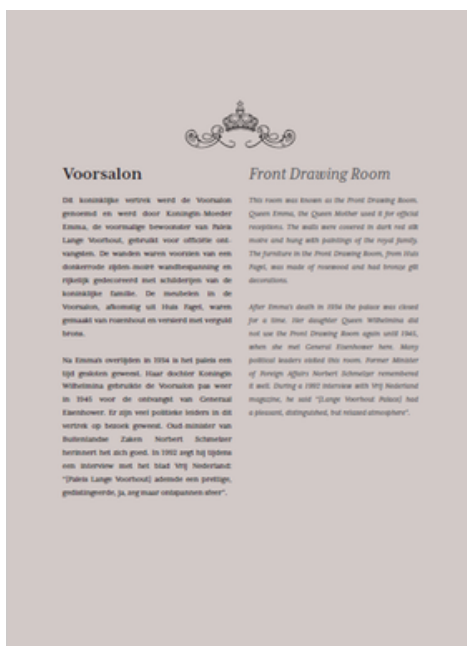 Voorsalon
Dit koninklijke vertrek werd de Voorsalon
genoemd en werd door Koningin-Moeder
Emma, de voormalige bewoonster van Paleis
Lange Voorhout, gebruikt voor officiële ont-
vangsten. De wanden waren voorzien van een
donkerrode zijden-moiré wandbespanning en
rijkelijk gedecoreerd met schilderijen van de
koninklijke familie. De meubelen in de
Voorsalon, afkomstig uit Huis Fagel, waren
gemaakt van rozenhout en versierd met verguld
brons.
Na Emma's overlijden in 1934 is het paleis een
tijd gesloten geweest. Haar dochter Koningin
Wilhelmina gebruikte de Voorsalon pas weer
in 1945 voor de ontvangst van Generaal
Eisenhower. Er zijn veel politieke leiders in dit
vertrek op bezoek geweest. Oud-minister van
Buitenlandse Zaken Norbert Schmelzer
herinnert het zich goed. In 1992 zegt hij tijdens
een interview met het blad Vrij Nederland:
"[Paleis Lange Voorhout] ademde een prettige,
gedistingeerde, ja, zeg maar ontspannen sfeer".
Front Drawing Room
This room was known as the Front Drawing Room.
Queen Emma, the Queen Mother used it for official
receptions. The walls were covered in dark red silk
moire and hung with paintings of the royal family.
The furniture in the Front Drawing Room, from Huis
Fagel, was made of rosewood and had bronze gilt
decorations.
After Emma's death in 1934 the palace was closed
for a time. Her daughter Queen Wilhelmina did
not use the Front Drawing Room again until 1945,
when she met General Eisenhower here. Many
political leaders visited this room. Former Minister
of Foreign Affairs Norbert Schmelzer remembered
it well. During a 1992 interview with Vrij Nederland
magazine, he said "[Lange Voorhout Palace] had
a pleasant, distinguished, but relaxed atmosphere".